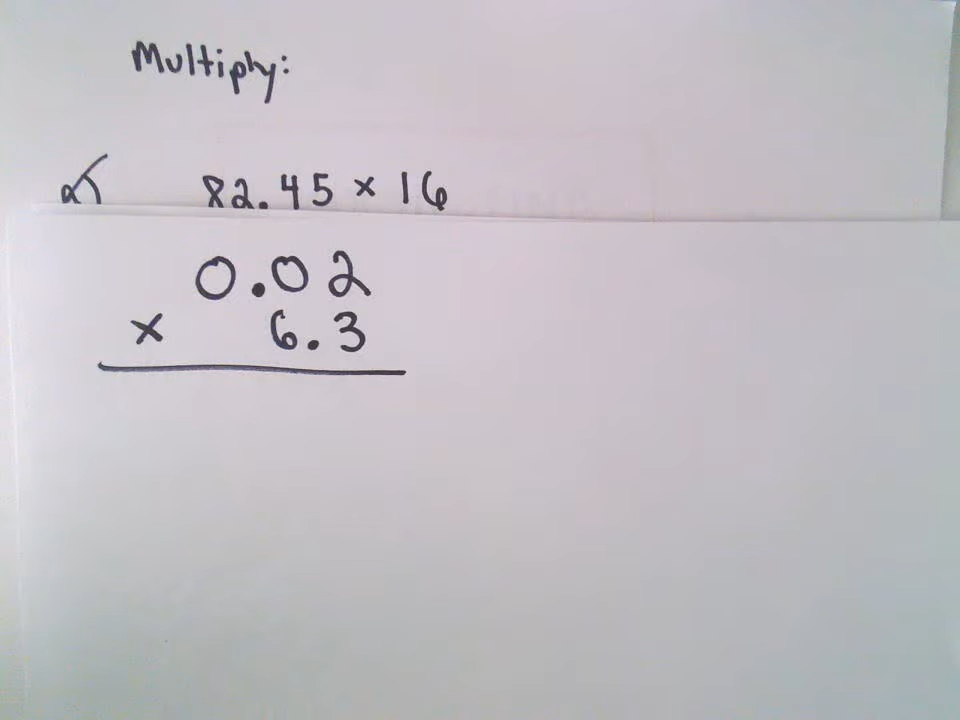 Multiply:
82.45 × 16
0.02
× 6.3